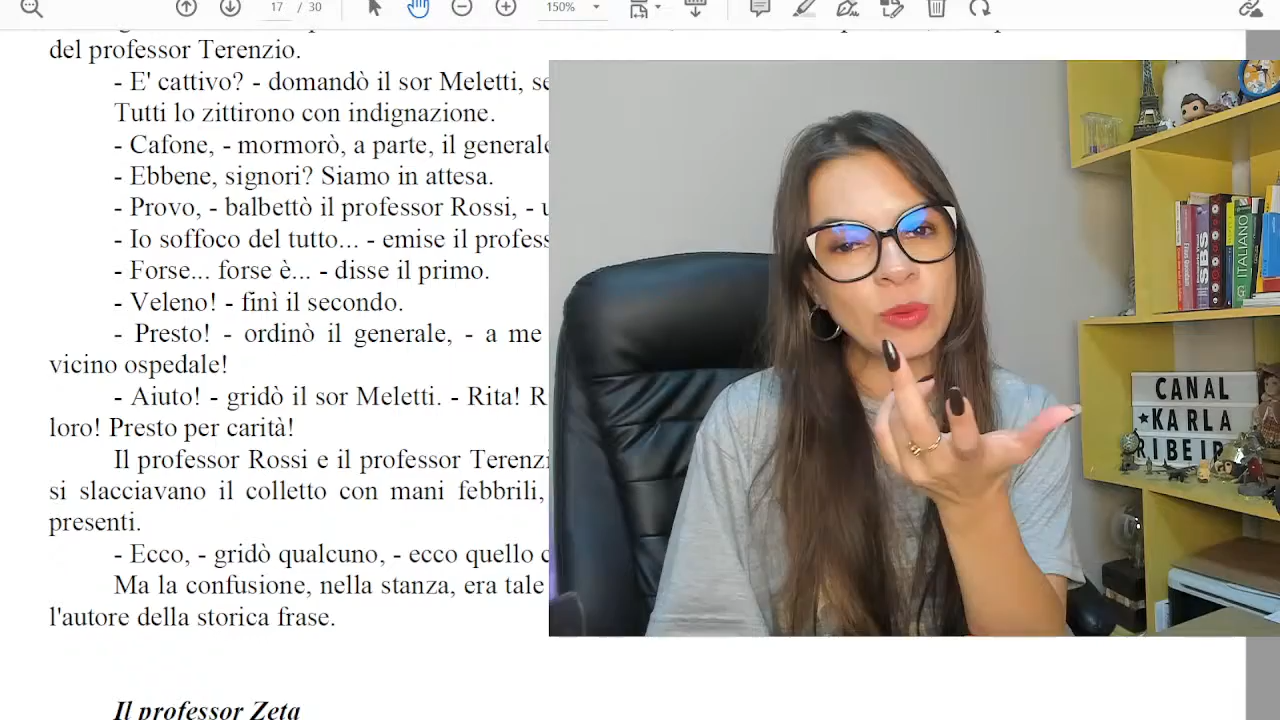 17 / 30
150%
del professor Terenzio.
- E' cattivo? - domandò il sor Meletti, se
Tutti lo zittirono con indignazione.
- Cafone, - mormorò, a parte, il generale
- Ebbene, signori? Siamo in attesa.
- Provo, - balbettò il professor Rossi, - u
- Io soffoco del tutto... - emise il profess
- Forse... forse è... - disse il primo.
- Veleno! - finì il secondo.
- Presto! - ordinò il generale, - a me
vicino ospedale!
- Aiuto! - gridò il sor Meletti. - Rita! R
loro! Presto per carità!
Il professor Rossi e il professor Terenzi
si slacciavano il colletto con mani febbrili,
presenti.
- Ecco, - gridò qualcuno, - ecco quello c
Ma la confusione, nella stanza, era tale
l'autore della storica frase.
Il professor Zeta
SBS
ITALIANO
CANAL
★KARLA
RIBEIR